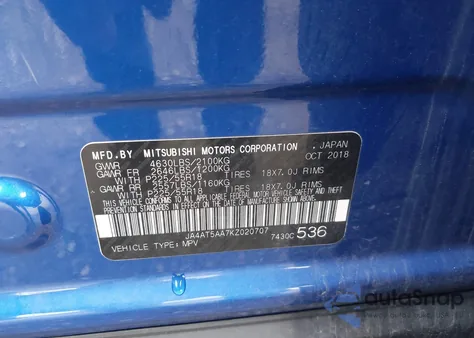 MFD.BY MITSUBISHI MOTORS CORPORATION, JAPAN
GVWR 4630LBS/2100KG OCT 2018
GAWR FR 2646LBS/1200KG
P225/55R18 TIRES 18X7.0J RIMS
GAWR RR 2557LBS/1160KG
P225/55R18 TIRES 18X7.0J RIMS
THIS VEHICLE CONFORMS TO ALL APPLICABLE FEDERAL MOTOR
VEHICLE SAFETY, BUMPER, AND THEFT
PREVENTION STANDARDS IN EFFECT ON THE DATE OF
MANUFACTURE SHOWN ABOVE.
JA4AT5AA7KZ020707 7430C 536
VEHICLE TYPE: MPV
autoSnap